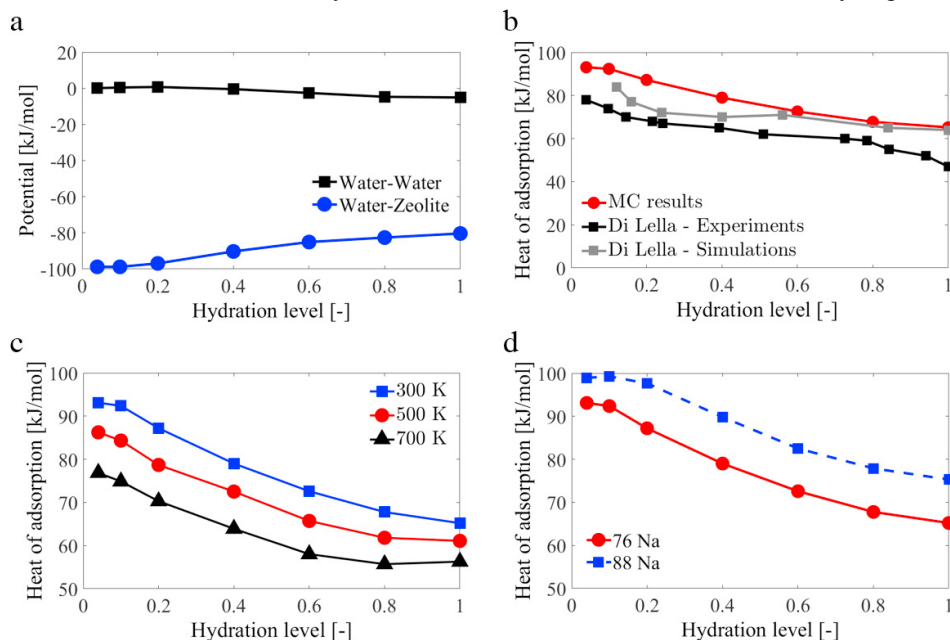 a
20
0
-20
-40
-60
-80
-100
Potential [kJ/mol]
Water-Water
Water-Zeolite
0
0.2
0.4
0.6
0.8
1
Hydration level [-]
b
100
80
60
40
20
0
Heat of adsorption [kJ/mol]
MC results
Di Lella - Experiments
Di Lella - Simulations
0
0.2
0.4
0.6
0.8
1
Hydration level [-]
c
100
90
80
70
60
50
Heat of adsorption [kJ/mol]
300 K
500 K
700 K
0
0.2
0.4
0.6
0.8
1
Hydration level [-]
d
100
90
80
70
60
50
Heat of adsorption [kJ/mol]
76 Na
88 Na
0
0.2
0.4
0.6
0.8
1
Hydration level [-]